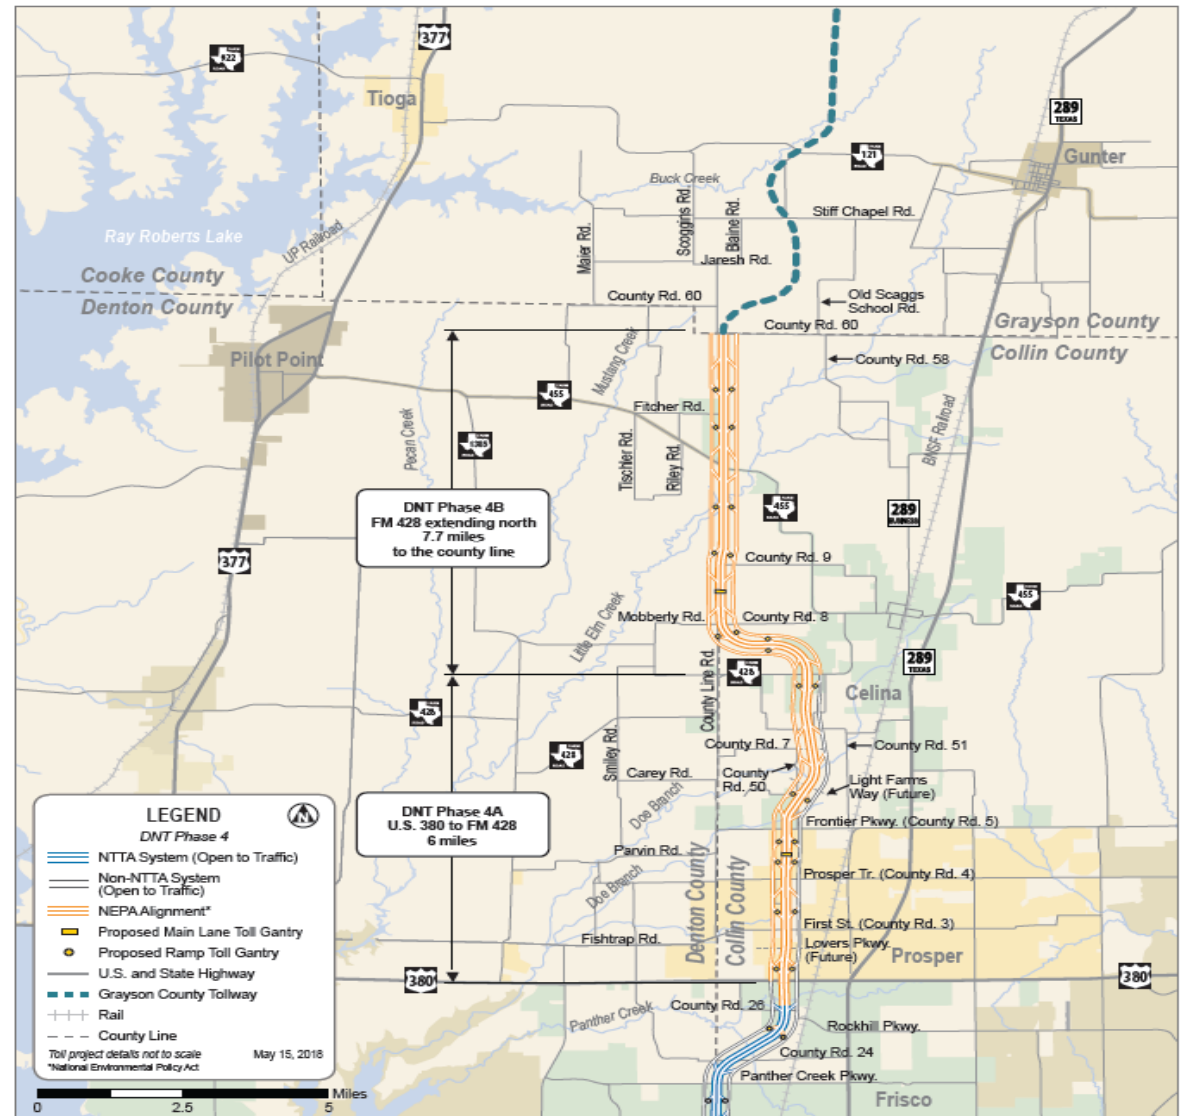 377
922
Tioga
289
TEXAS
121
Gunter
Buck Creek
Scoggins Rd.
Blaine Rd.
Stiff Chapel Rd.
Maier Rd.
UP Railroad
Ray Roberts Lake
Jaresh Rd.
Cooke County
Denton County
County Rd. 60
Old Scaggs
School Rd.
County Rd. 60
Grayson County
Collin County
Pilot Point
Mustang Creek
County Rd. 58
455
Fitcher Rd.
Pecan Creek
1385
Tischler Rd.
Riley Rd.
BNSF Railroad
DNT Phase 4B
FM 428 extending north
7.7 miles
to the county line
455
289
BUSINESS
377
County Rd. 9
455
Little Elm Creek
Mobberly Rd.
County Rd. 8
County Line Rd.
428
289
TEXAS
Celina
428
428
Smiley Rd.
County Rd. 7
County Rd. 51
Carey Rd.
County
Rd. 50
Light Farms
Way (Future)
Doe Branch
DNT Phase 4A
U.S. 380 to FM 428
6 miles
Frontier Pkwy. (County Rd. 5)
Parvin Rd.
Denton County
Collin County
Prosper Tr. (County Rd. 4)
Doe Branch
First St. (County Rd. 3)
Fishtrap Rd.
Lovers Pkwy.
(Future)
Prosper
380
380
County Rd. 26
Panther Creek
Rockhill Pkwy.
County Rd. 24
Panther Creek Pkwy.
Frisco
LEGEND
N
DNT Phase 4
NTTA System (Open to Traffic)
Non-NTTA System
(Open to Traffic)
NEPA Alignment*
Proposed Main Lane Toll Gantry
Proposed Ramp Toll Gantry
U.S. and State Highway
Grayson County Tollway
Rail
County Line
Toll project details not to scale
May 15, 2018
*National Environmental Policy Act
Miles
0
2.5
5